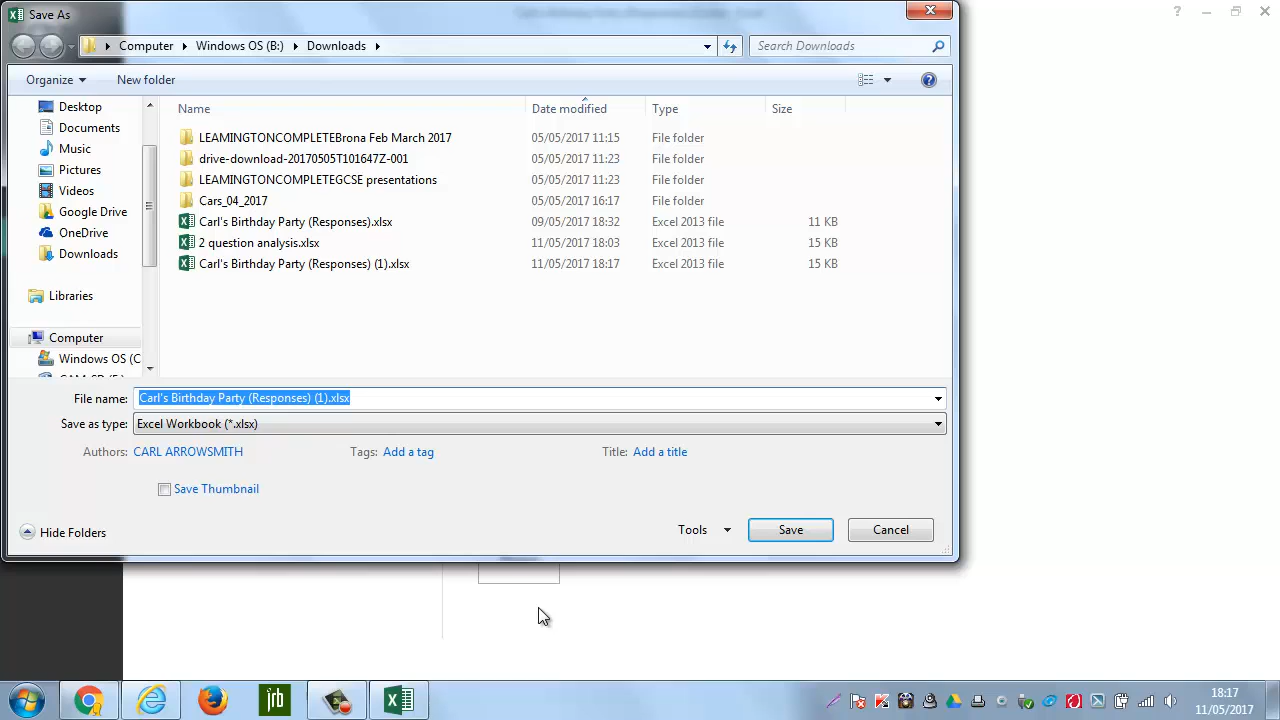 Save As
Computer Windows OS (B:) Downloads
Search Downloads
Organize New folder
Name Date modified Type Size
Desktop
Documents
Music
Pictures
Videos
Google Drive
OneDrive
Downloads
Libraries
Computer
Windows OS (C
LEAMINGTONCOMPLETEBrona Feb March 2017 05/05/2017 11:15 File folder
drive-download-20170505T101647Z-001 05/05/2017 11:23 File folder
LEAMINGTONCOMPLETEGCSE presentations 05/05/2017 11:23 File folder
Cars_04_2017 05/05/2017 16:17 File folder
Carl's Birthday Party (Responses).xlsx 09/05/2017 18:32 Excel 2013 file 11 KB
2 question analysis.xlsx 11/05/2017 18:03 Excel 2013 file 15 KB
Carl's Birthday Party (Responses) (1).xlsx 11/05/2017 18:17 Excel 2013 file 15 KB
File name: Carl's Birthday Party (Responses) (1).xlsx
Save as type: Excel Workbook (*.xlsx)
Authors: CARL ARROWSMITH Tags: Add a tag Title: Add a title
Save Thumbnail
Hide Folders Tools Save Cancel
jrb
18:17
11/05/2017